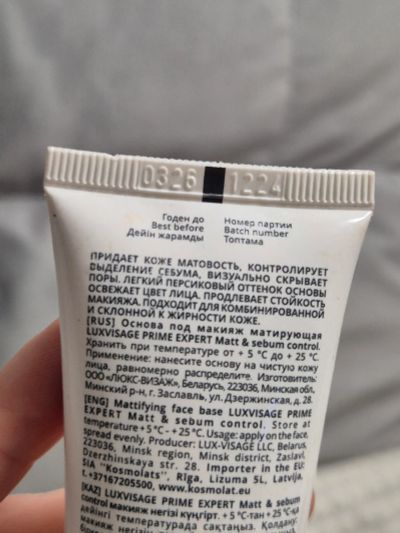 0326 1224
Годен до
Best before
Дейін жарамды
Номер партии
Batch number
Топтама
ПРИДАЕТ КОЖЕ МАТОВОСТЬ, КОНТРОЛИРУЕТ
ВЫДЕЛЕНИЕ СЕБУМА, ВИЗУАЛЬНО СКРЫВАЕТ
ПОРЫ. ЛЕГКИЙ ПЕРСИКОВЫЙ ОТТЕНОК ОСНОВЫ
ОСВЕЖАЕТ ЦВЕТ ЛИЦА. ПРОДЛЕВАЕТ СТОЙКОСТЬ
МАКИЯЖА. ПОДХОДИТ ДЛЯ КОМБИНИРОВАННОЙ
И СКЛОННОЙ К ЖИРНОСТИ КОЖЕ.
[RUS] Основа под макияж матирующая
LUXVISAGE PRIME EXPERT Matt & sebum control.
Хранить при температуре от + 5 °С до + 25 °С.
Применение: нанесите основу на чистую кожу
лица, равномерно распределите. Изготовитель:
ООО «ЛЮКС-ВИЗАЖ», Беларусь, 223036, Минская обл.,
Минский р-н, г. Заславль, ул. Дзержинская, д. 28.
[ENG] Mattifying face base LUXVISAGE PRIME
EXPERT Matt & sebum control. Store at
temperature + 5°C - + 25°C. Usage: apply on the face,
spread evenly. Producer: LUX-VISAGE LLC, Belarus,
223036, Minsk region, Minsk district, Zaslavl,
Dzerzhinskaya str. 28. Importer in the EU:
SIA "Kosmolats", Rīga, Lizuma 5L, Latvija,
t.+37167205500, www.kosmolat.eu
[KAZ] LUXVISAGE PRIME EXPERT Matt & sebum
control макияж негізі күңгірт. + 5 °С-тан + 25 °С-қа
дейінгі температурада сақтаңыз. Қолдану: